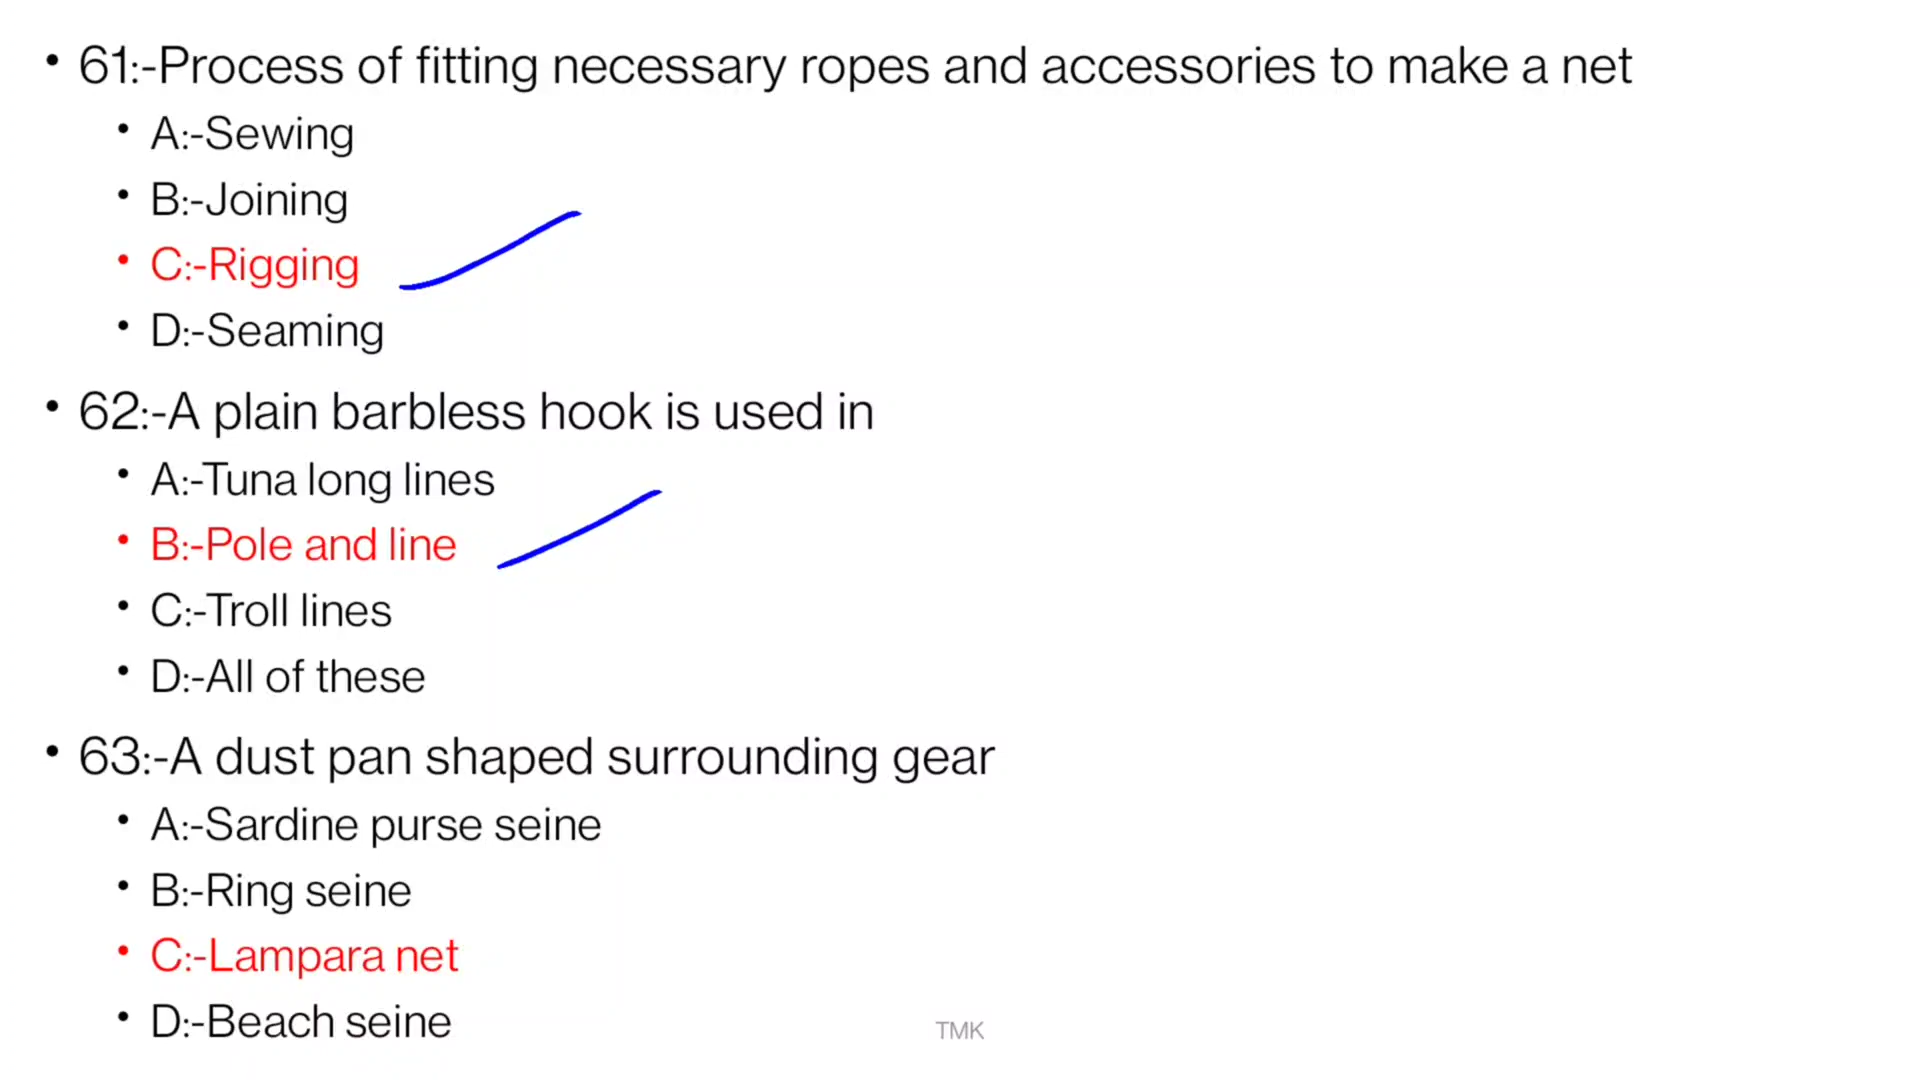 • 61:-Process of fitting necessary ropes and accessories to make a net
• A:-Sewing
• B:-Joining
• C:-Rigging
• D:-Seaming
• 62:-A plain barbless hook is used in
• A:-Tuna long lines
• B:-Pole and line
• C:-Troll lines
• D:-All of these
• 63:-A dust pan shaped surrounding gear
• A:-Sardine purse seine
• B:-Ring seine
• C:-Lampara net
• D:-Beach seine
TMK